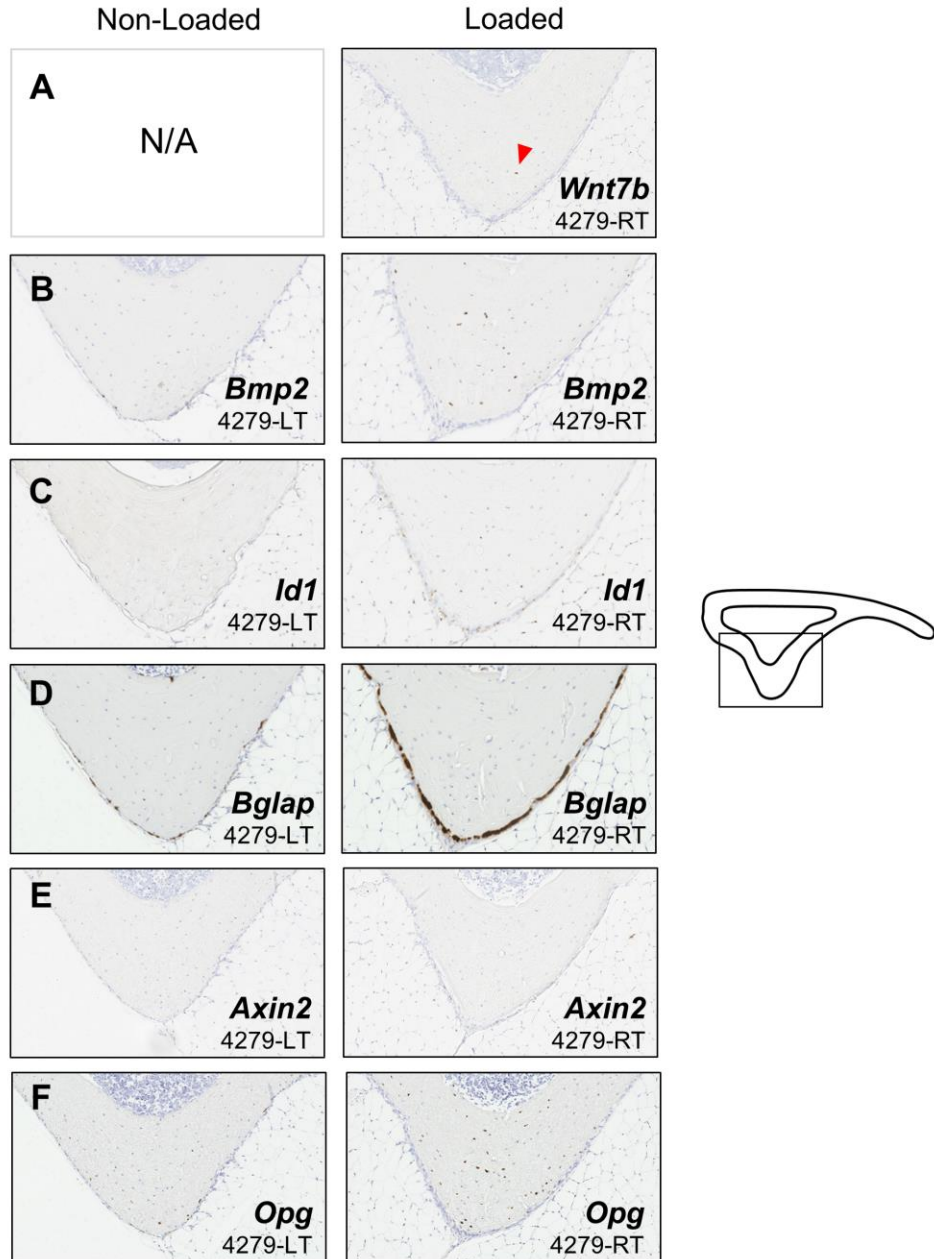 Non-Loaded
Loaded
A
N/A
Wnt7b
4279-RT
B
Bmp2
4279-LT
Bmp2
4279-RT
C
Id1
4279-LT
Id1
4279-RT
D
Bglap
4279-LT
Bglap
4279-RT
E
Axin2
4279-LT
Axin2
4279-RT
F
Opg
4279-LT
Opg
4279-RT